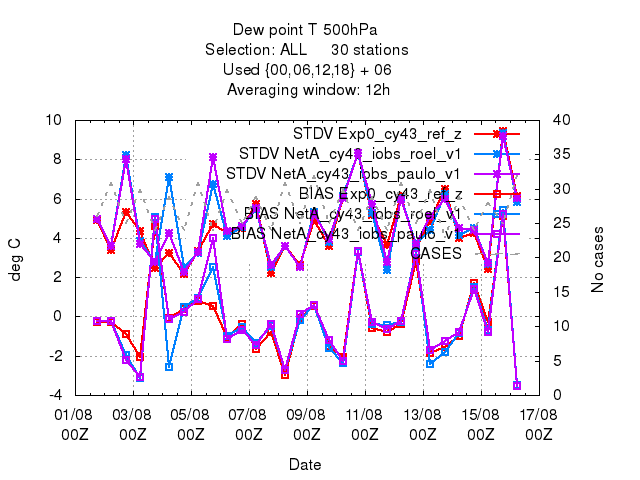 Dew point T 500hPa
Selection: ALL 30 stations
Used {00,06,12,18} + 06
Averaging window: 12h
10
8
6
4
2
0
-2
-4
deg C
STDV Exp0_cy43_ref_z
STDV NetA_cy43_iobs_roel_v1
STDV NetA_cy43_iobs_paulo_v1
BIAS Exp0_cy43_ref_z
BIAS NetA_cy43_iobs_roel_v1
BIAS NetA_cy43_iobs_paulo_v1
CASES
40
35
30
25
20
15
10
5
0
No cases
01/08 03/08 05/08 07/08 09/08 11/08 13/08 15/08 17/08
00Z 00Z 00Z 00Z 00Z 00Z 00Z 00Z 00Z
Date